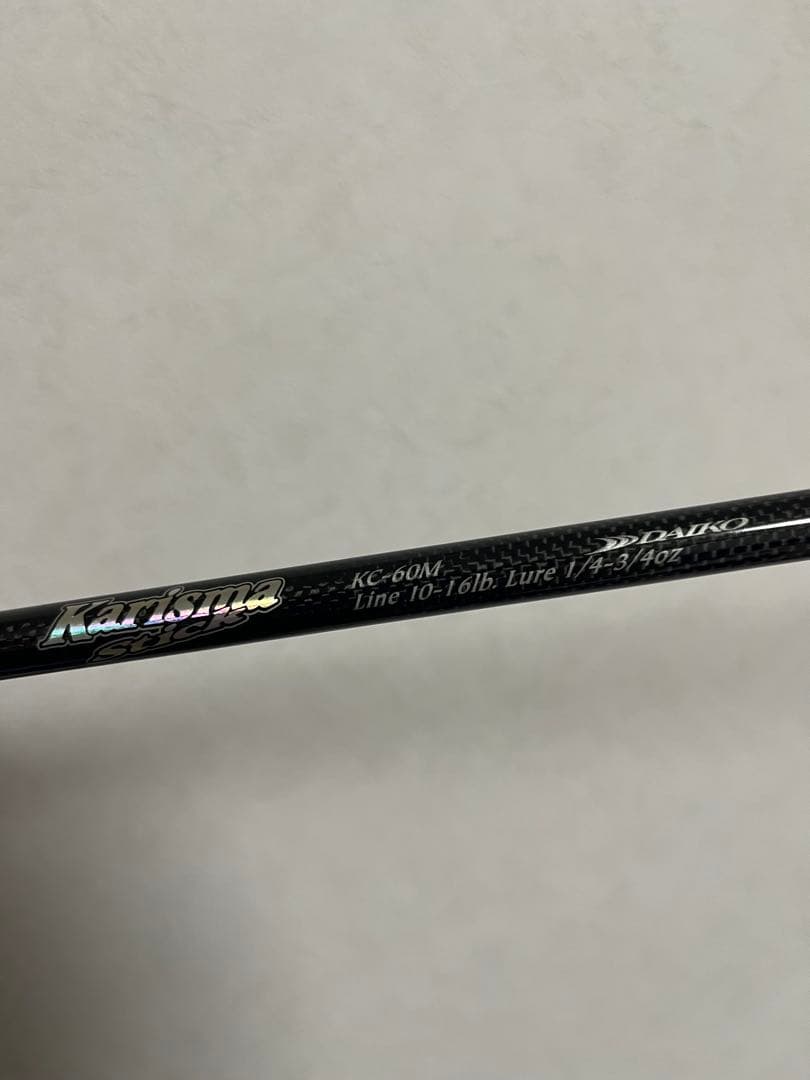 Karisma
stick
KC-60M
Line 10-16lb. Lure 1/4-3/4oz
DAIKO